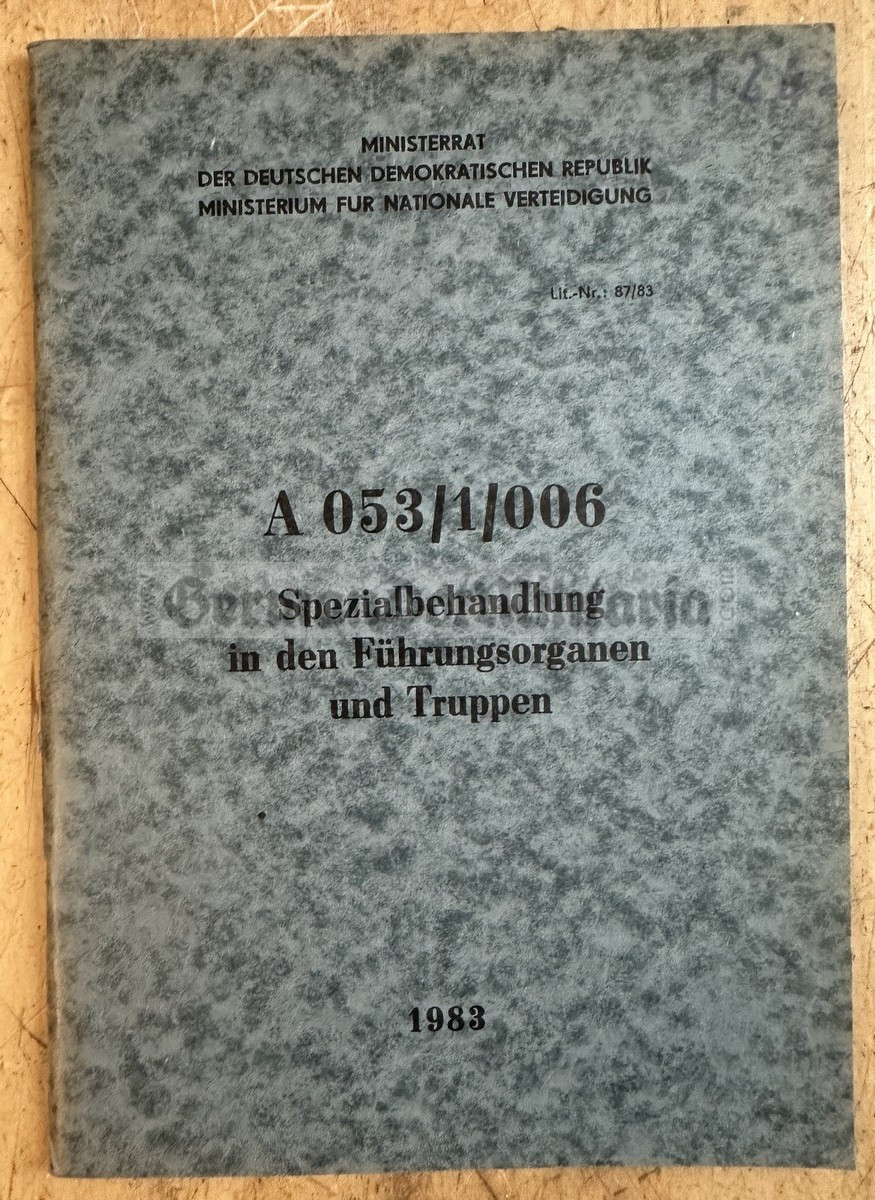 124
MINISTERRAT
DER DEUTSCHEN DEMOKRATISCHEN REPUBLIK
MINISTERIUM FUR NATIONALE VERTEIDIGUNG
Lit.-Nr.: 87/83
A 053/1/006
Spezialbehandlung
in den Führungsorganen
und Truppen
1983